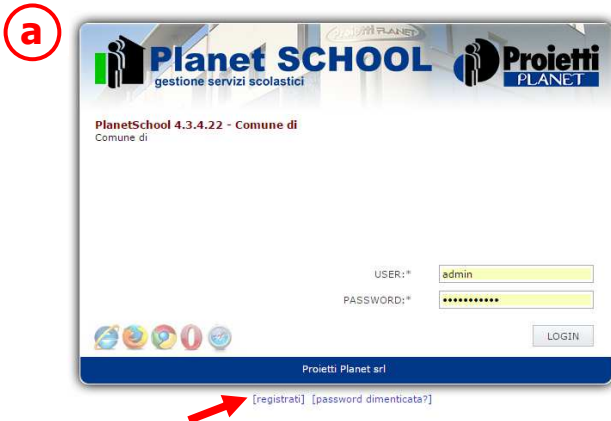 a
Planet SCHOOL
gestione servizi scolastici
Proietti
PLANET
PlanetSchool 4.3.4.22 - Comune di
Comune di
USER:*
admin
PASSWORD:*
•••••••••••
LOGIN
Proietti Planet srl
[registrati] [password dimenticata?]